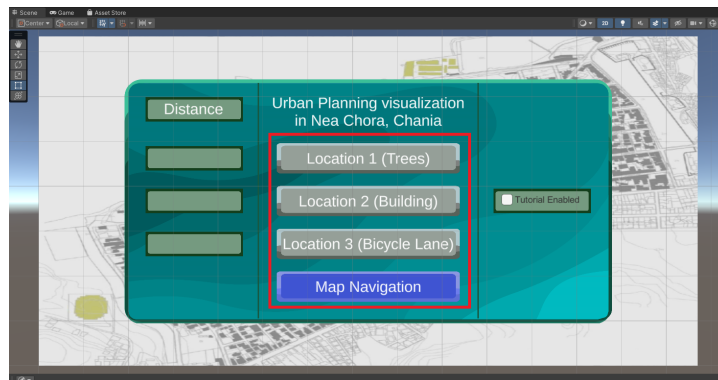 Scene Game Asset Store
Center Local 2D
Distance
Urban Planning visualization
in Nea Chora, Chania
Location 1 (Trees)
Location 2 (Building)
Tutorial Enabled
Location 3 (Bicycle Lane)
Map Navigation